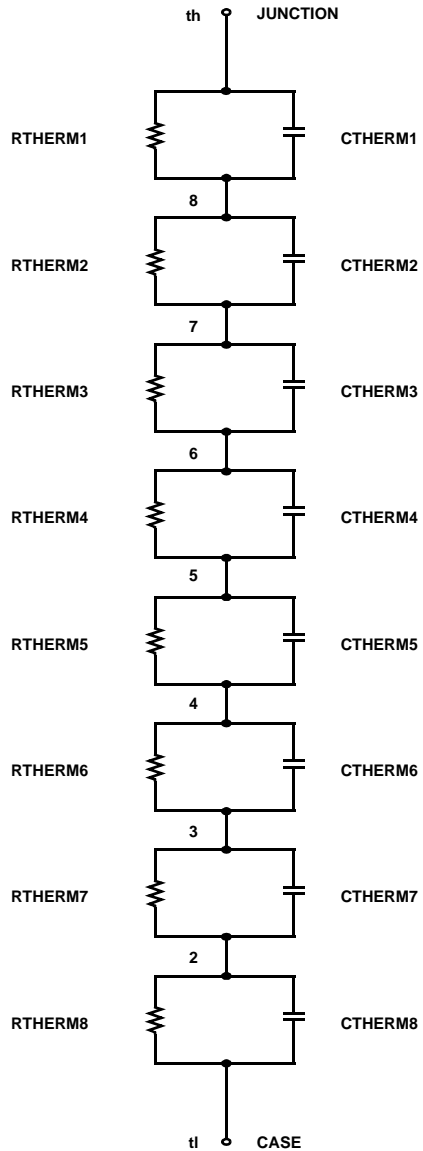 th JUNCTION
RTHERM1 CTHERM1
8
RTHERM2 CTHERM2
7
RTHERM3 CTHERM3
6
RTHERM4 CTHERM4
5
RTHERM5 CTHERM5
4
RTHERM6 CTHERM6
3
RTHERM7 CTHERM7
2
RTHERM8 CTHERM8
tl CASE